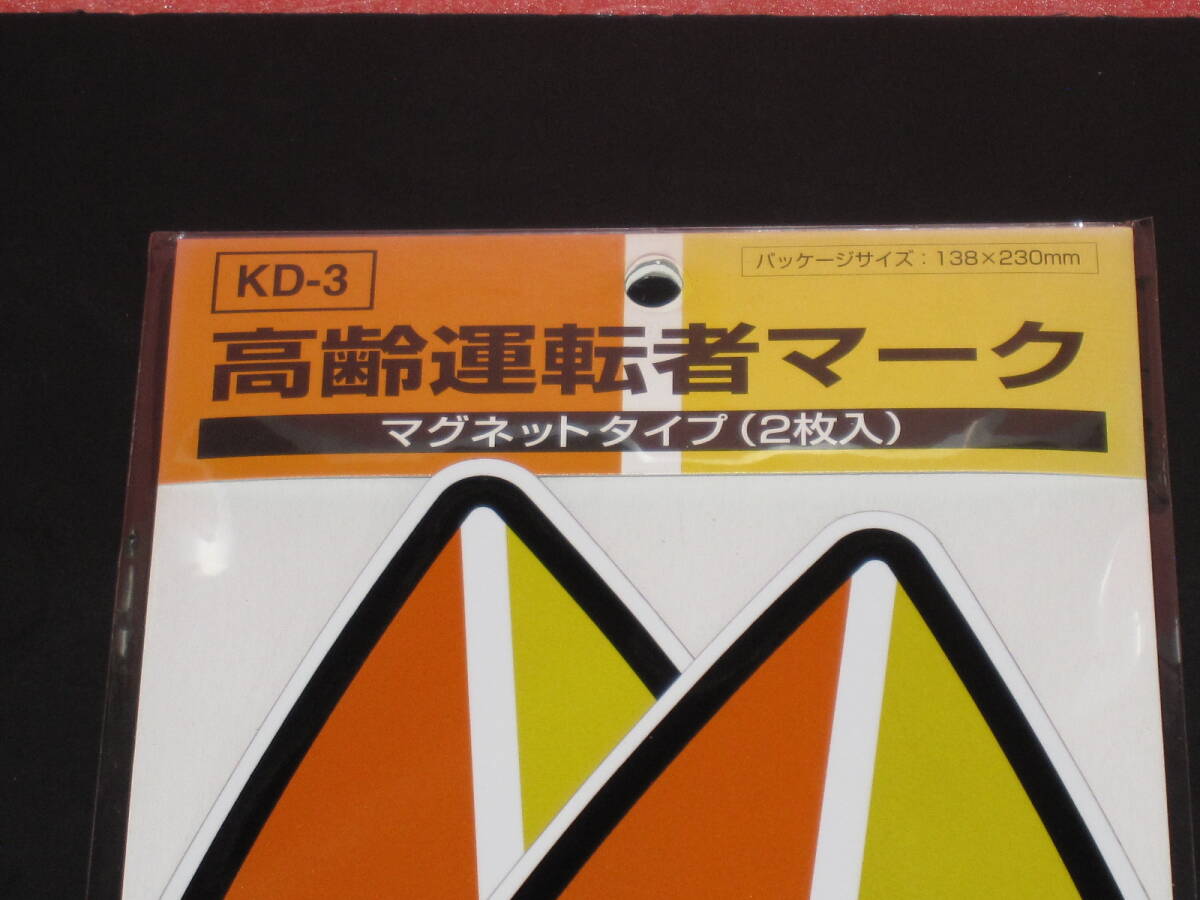 KD-3
パッケージサイズ：138×230mm
高齢運転者マーク
マグネットタイプ（2枚入）